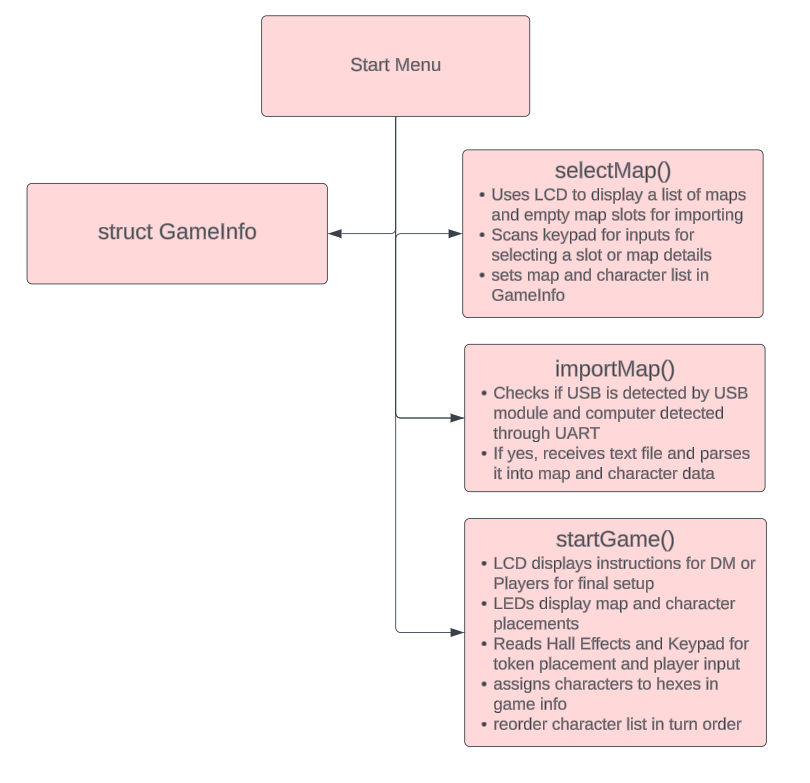 Start Menu
struct GameInfo
selectMap()
• Uses LCD to display a list of maps
and empty map slots for importing
• Scans keypad for inputs for
selecting a slot or map details
• sets map and character list in
GameInfo
importMap()
• Checks if USB is detected by USB
module and computer detected
through UART
• If yes, receives text file and parses
it into map and character data
startGame()
• LCD displays instructions for DM or
Players for final setup
• LEDs display map and character
placements
• Reads Hall Effects and Keypad for
token placement and player input
• assigns characters to hexes in
game info
• reorder character list in turn order